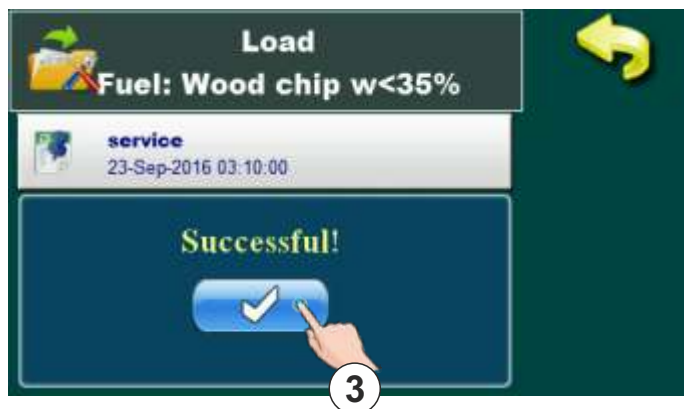 Load
Fuel: Wood chip w<35%
service
23-Sep-2016 03:10:00
Successful!
3